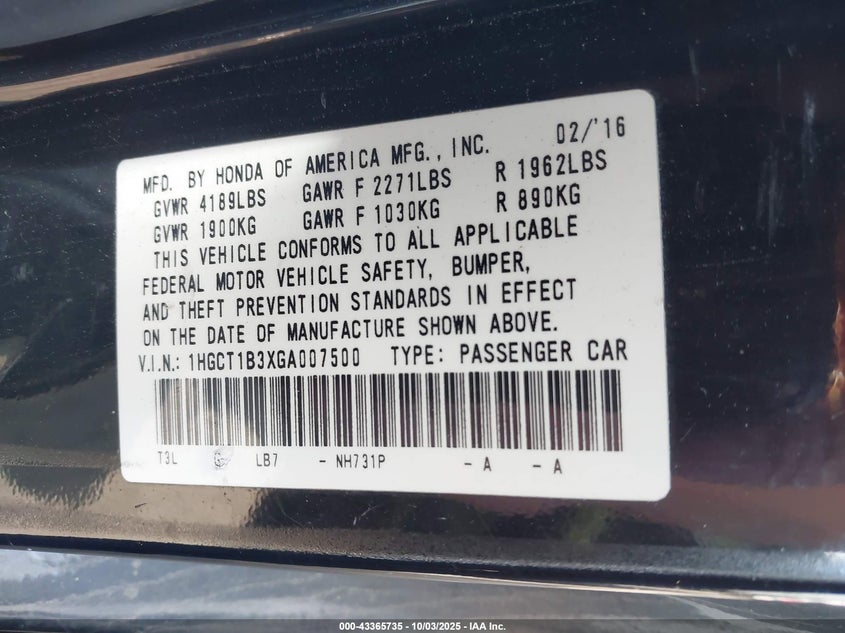 MFD. BY HONDA OF AMERICA MFG., INC. 02/'16
GVWR 4189LBS GAWR F 2271LBS R 1962LBS
GVWR 1900KG GAWR F 1030KG R 890KG
THIS VEHICLE CONFORMS TO ALL APPLICABLE
FEDERAL MOTOR VEHICLE SAFETY, BUMPER,
AND THEFT PREVENTION STANDARDS IN EFFECT
ON THE DATE OF MANUFACTURE SHOWN ABOVE.
V.I.N.: 1HGCT1B3XGA007500 TYPE: PASSENGER CAR
T3L LB7 - NH731P - A - A
000-43365735 - 10/03/2025 - IAA Inc.